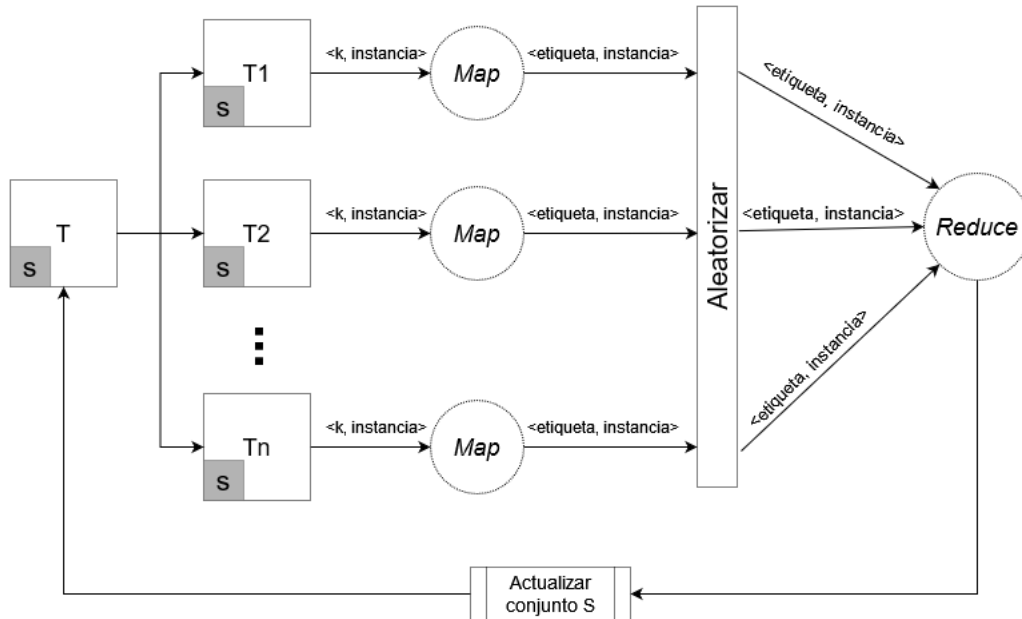 T1
S
<k, instancia>
Map
<etiqueta, instancia>
<etiqueta, instancia>
T
S
T2
S
<k, instancia>
Map
<etiqueta, instancia>
Aleatorizar
<etiqueta, instancia>
Reduce
Tn
S
<k, instancia>
Map
<etiqueta, instancia>
<etiqueta, instancia>
Actualizar
conjunto S